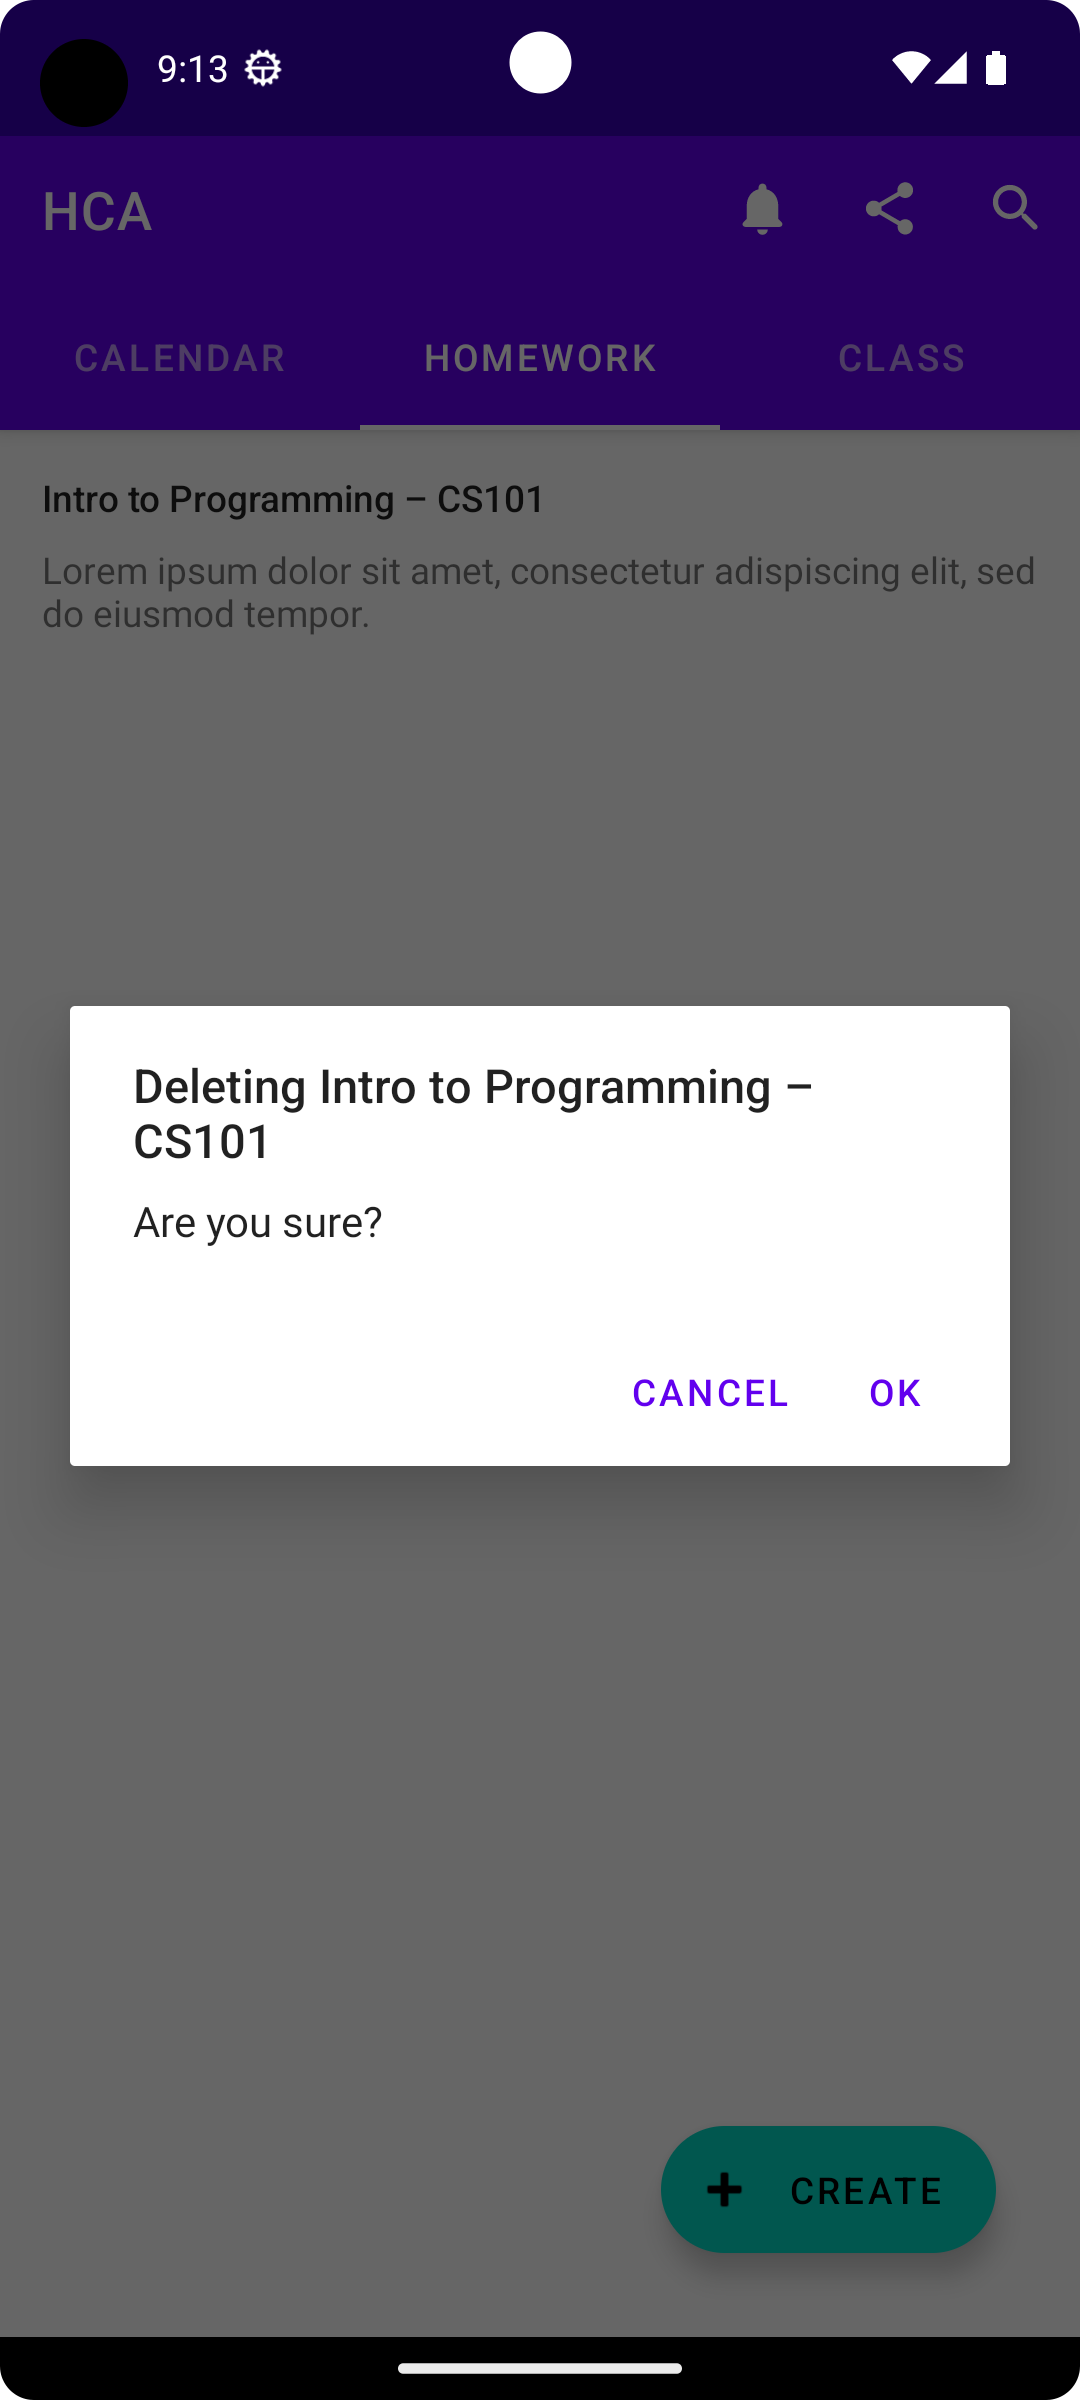 9:13
HCA
CALENDAR HOMEWORK CLASS
Intro to Programming – CS101
Lorem ipsum dolor sit amet, consectetur adispiscing elit, sed
do eiusmod tempor.
Deleting Intro to Programming –
CS101
Are you sure?
CANCEL OK
CREATE